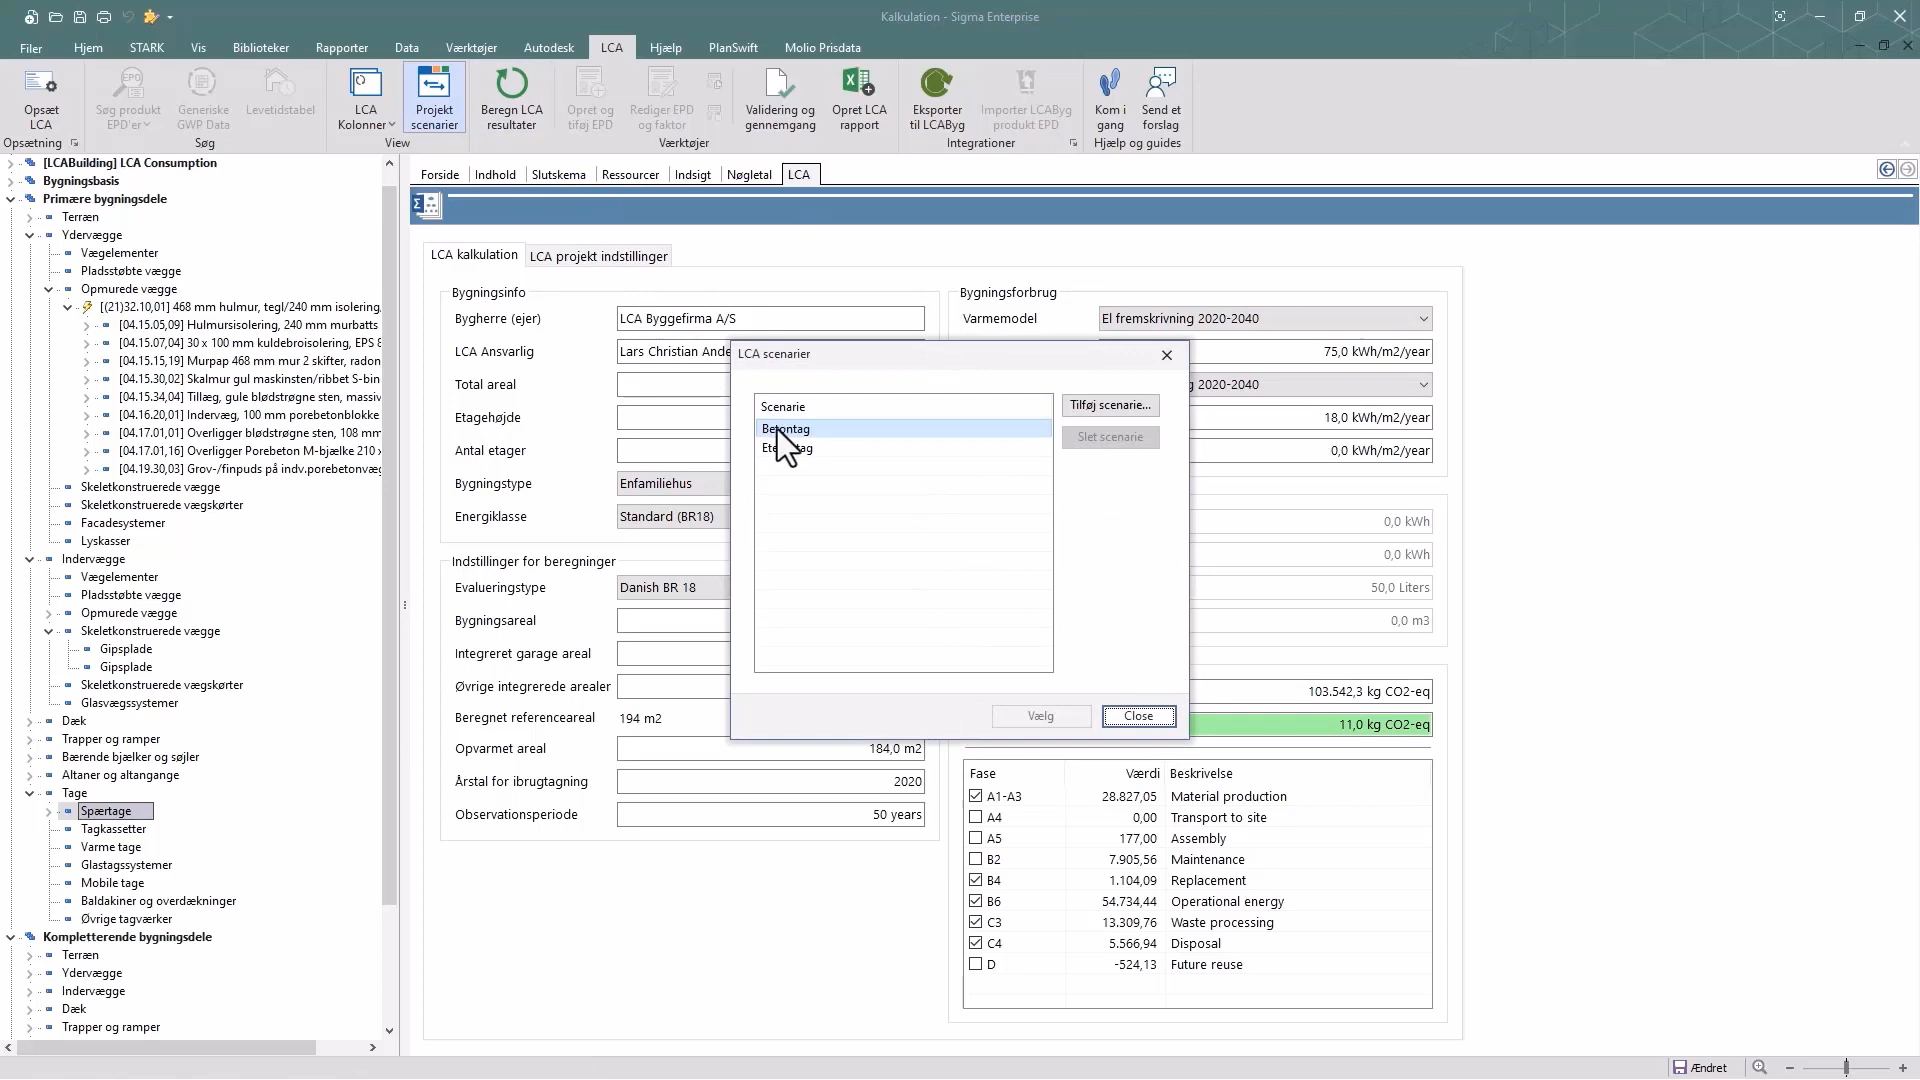 Kalkulation - Sigma Enterprise
Filer Hjem STARK Vis Biblioteker Rapporter Data Værktøjer Autodesk LCA Hjælp PlanSwift Molio Prisdata
Opsæt LCA
Søg produkt EPD'er
Generiske GWP Data
Levetidstabel
LCA Kolonner
Projekt scenarier
Beregn LCA resultater
Opret og tilføj EPD
Rediger EPD og faktor
Validering og gennemgang
Opret LCA rapport
Eksporter til LCAByg
Importer LCAByg produkt EPD
Kom i gang
Send et forslag
Opsætning Søg View Værktøjer Integrationer Hjælp og guides
[LCABuilding] LCA Consumption
Bygningsbasis
Primære bygningsdele
Terræn
Ydervægge
Vægelementer
Pladsstøbte vægge
Opmurede vægge
[(21)32.10,01] 468 mm hulmur, tegl/240 mm isolering,
[04.15.05,09] Hulmursisolering, 240 mm murbatts
[04.15.07,04] 30 x 100 mm kuldebroisolering, EPS 8
[04.15.15,19] Murpap 468 mm mur 2 skifter, radon
[04.15.30,02] Skalmur gul maskinsten/ribbet S-bin
[04.15.34,04] Tillæg, gule blødstrøgne sten, massiv
[04.16.20,01] Indervæg, 100 mm porebetonblokke
[04.17.01,01] Overligger blødstrøgne sten, 108 mm
[04.17.01,16] Overligger Porebeton M-bjælke 210 x
[04.19.30,03] Grov-/finpuds på indv.porebetonvæg
Skeletkonstruerede vægge
Skeletkonstruerede vægskørter
Facadesystemer
Lyskasser
Indervægge
Vægelementer
Pladsstøbte vægge
Opmurede vægge
Skeletkonstruerede vægge
Gipsplade
Gipsplade
Skeletkonstruerede vægskørter
Glasvægssystemer
Dæk
Trapper og ramper
Bærende bjælker og søjler
Altaner og altangange
Tage
Spærtage
Tagkassetter
Varme tage
Glastagssystemer
Mobile tage
Baldakiner og overdækninger
Øvrige tagværker
Kompletterende bygningsdele
Terræn
Ydervægge
Indervægge
Dæk
Trapper og ramper
Forside Indhold Slutskema Ressourcer Indsigt Nøgletal LCA
LCA kalkulation LCA projekt indstillinger
Bygningsinfo
Bygherre (ejer) LCA Byggefirma A/S
LCA Ansvarlig Lars Christian Ande
Total areal
Etagehøjde
Antal etager
Bygningstype Enfamiliehus
Energiklasse Standard (BR18)
Indstillinger for beregninger
Evalueringstype Danish BR 18
Bygningsareal
Integreret garage areal
Øvrige integrerede arealer
Beregnet referenceareal 194 m2
Opvarmet areal 184,0 m2
Årstal for ibrugtagning 2020
Observationsperiode 50 years
Bygningsforbrug
Varmemodel El fremskrivning 2020-2040
75,0 kWh/m2/year
g 2020-2040
18,0 kWh/m2/year
0,0 kWh/m2/year
0,0 kWh
0,0 kWh
50,0 Liters
0,0 m3
103.542,3 kg CO2-eq
11,0 kg CO2-eq
Fase Værdi Beskrivelse
A1-A3 28.827,05 Material production
A4 0,00 Transport to site
A5 177,00 Assembly
B2 7.905,56 Maintenance
B4 1.104,09 Replacement
B6 54.734,44 Operational energy
C3 13.309,76 Waste processing
C4 5.566,94 Disposal
D -524,13 Future reuse
LCA scenarier
Scenarie
Betontag
Tilføj scenarie...
Slet scenarie
Vælg Close
Ændret